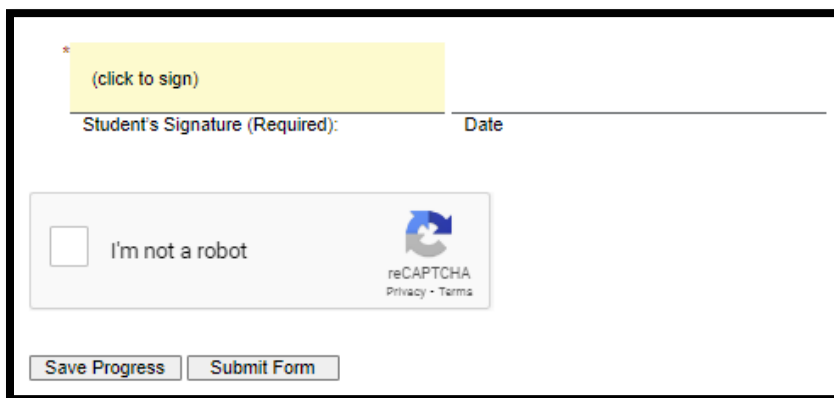 *
(click to sign)
Student's Signature (Required): Date
I'm not a robot
reCAPTCHA
Privacy - Terms
Save Progress Submit Form